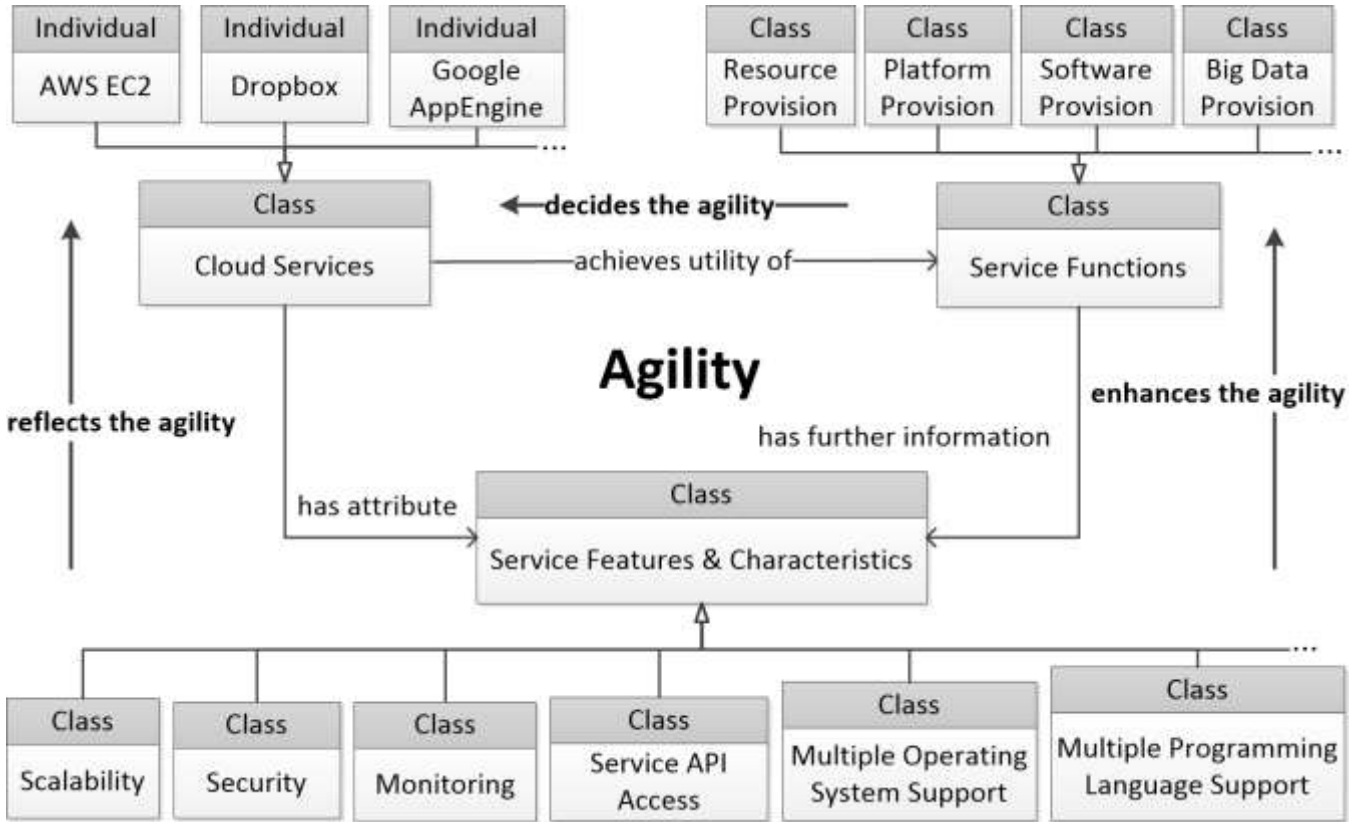 Individual
AWS EC2
Individual
Dropbox
Individual
Google
AppEngine
...
Class
Resource
Provision
Class
Platform
Provision
Class
Software
Provision
Class
Big Data
Provision
...
Class
Cloud Services
decides the agility
achieves utility of
Class
Service Functions
Agility
reflects the agility
enhances the agility
has further information
has attribute
Class
Service Features & Characteristics
...
Class
Scalability
Class
Security
Class
Monitoring
Class
Service API
Access
Class
Multiple Operating
System Support
Class
Multiple Programming
Language Support